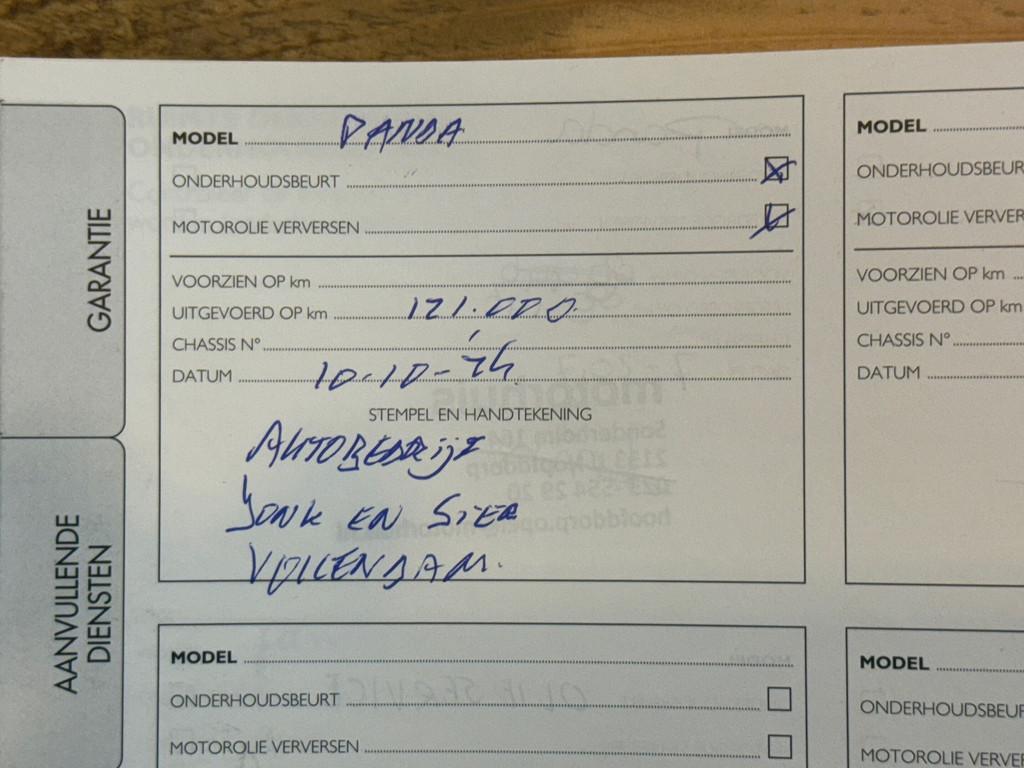 GARANTIE
AANVULLENDE
DIENSTEN
MODEL PANDA
ONDERHOUDSBEURT
MOTOROLIE VERVERSEN
VOORZIEN OP km
UITGEVOERD OP km 121.000
CHASSIS N°
DATUM 10-10-24
STEMPEL EN HANDTEKENING
AUTOBEDRIJF
JONK EN SIER
VOLLENDAM.
MODEL
ONDERHOUDSBEUR
MOTOROLIE VERVER
VOORZIEN OP km
UITGEVOERD OP km
CHASSIS N°
DATUM
MODEL
ONDERHOUDSBEURT
MOTOROLIE VERVERSEN
MODEL
ONDERHOUDSBEUR
MOTOROLIE VERVERSEN